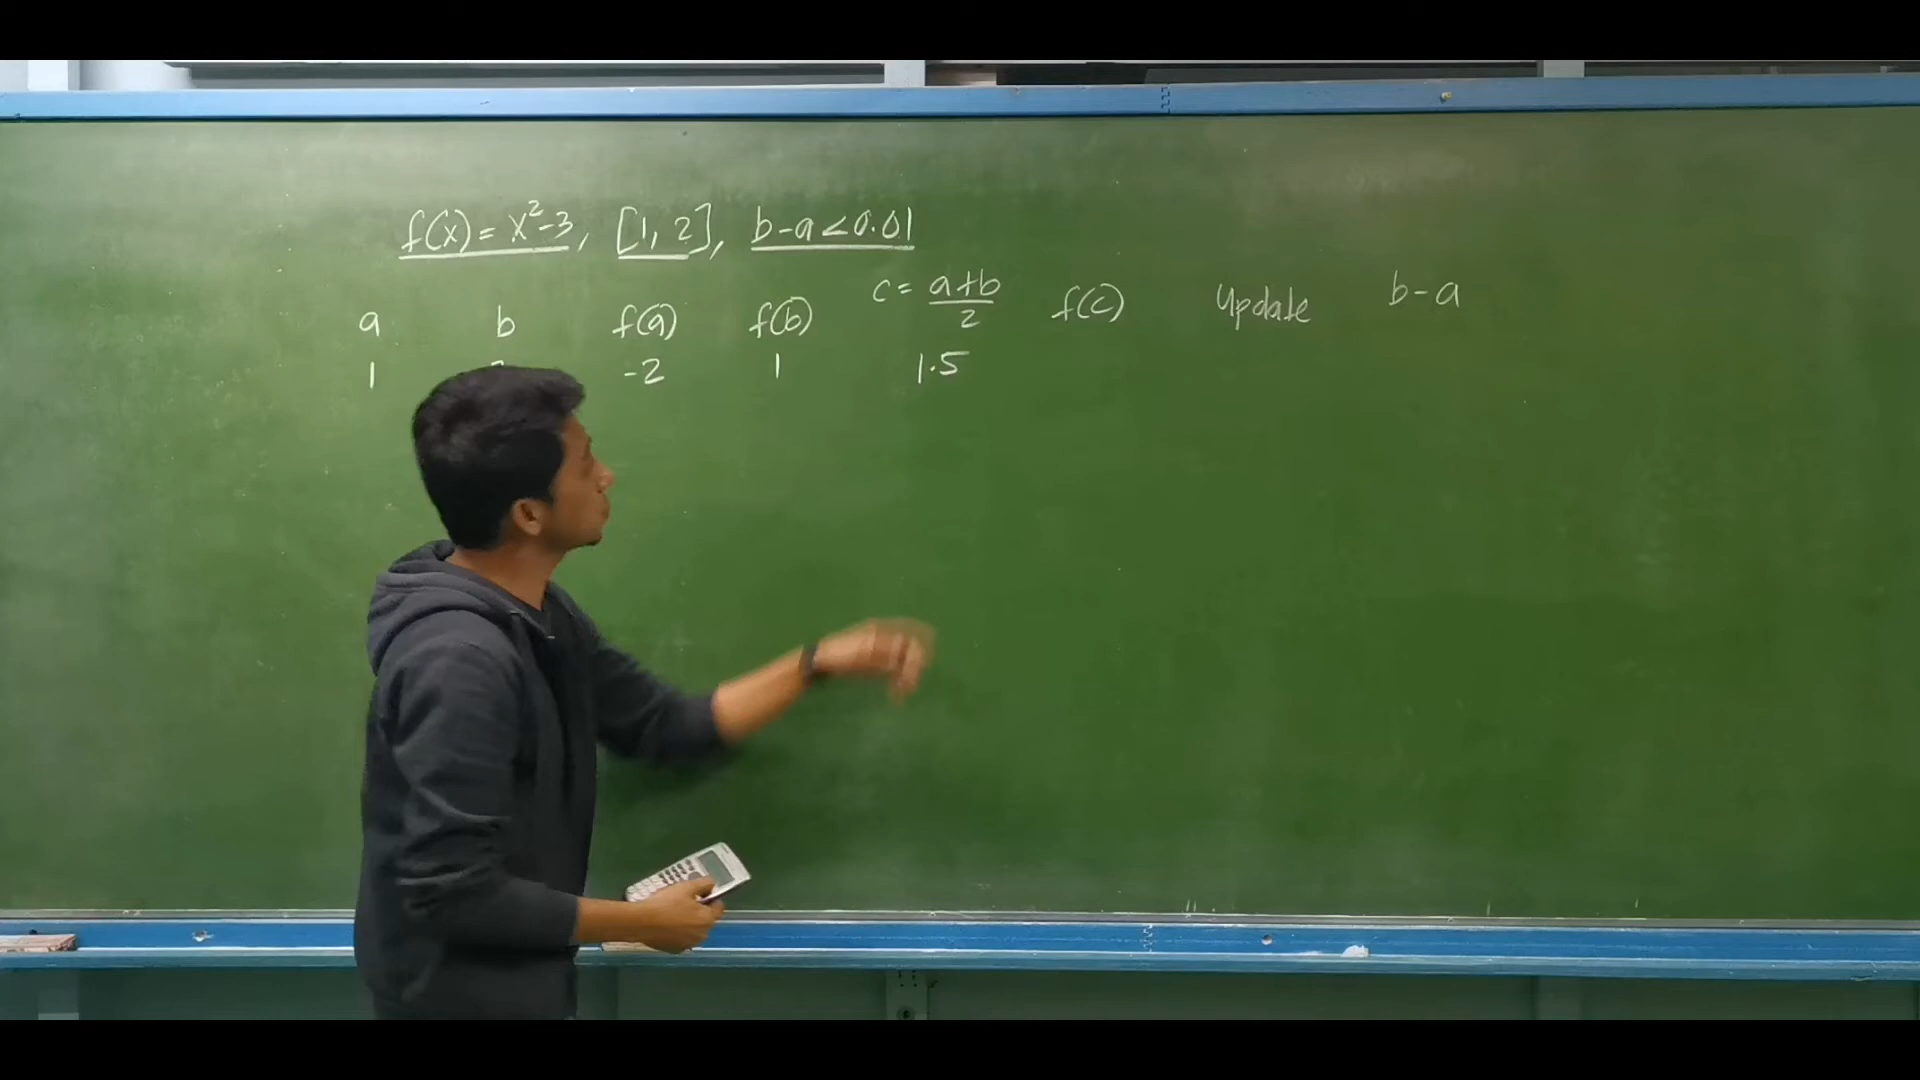 f(x) = x²-3, [1, 2], b-a<0.01
a b f(a) f(b) c = a+b/2 f(c) Update b-a
1 -2 1 1.5